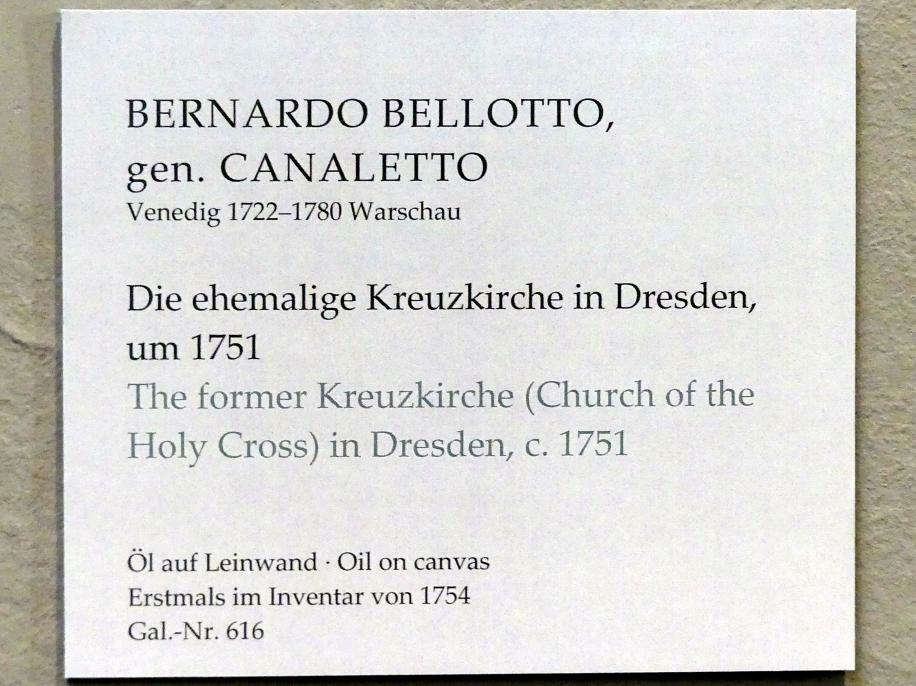 BERNARDO BELLOTTO,
gen. CANALETTO
Venedig 1722–1780 Warschau
Die ehemalige Kreuzkirche in Dresden,
um 1751
The former Kreuzkirche (Church of the
Holy Cross) in Dresden, c. 1751
Öl auf Leinwand · Oil on canvas
Erstmals im Inventar von 1754
Gal.-Nr. 616